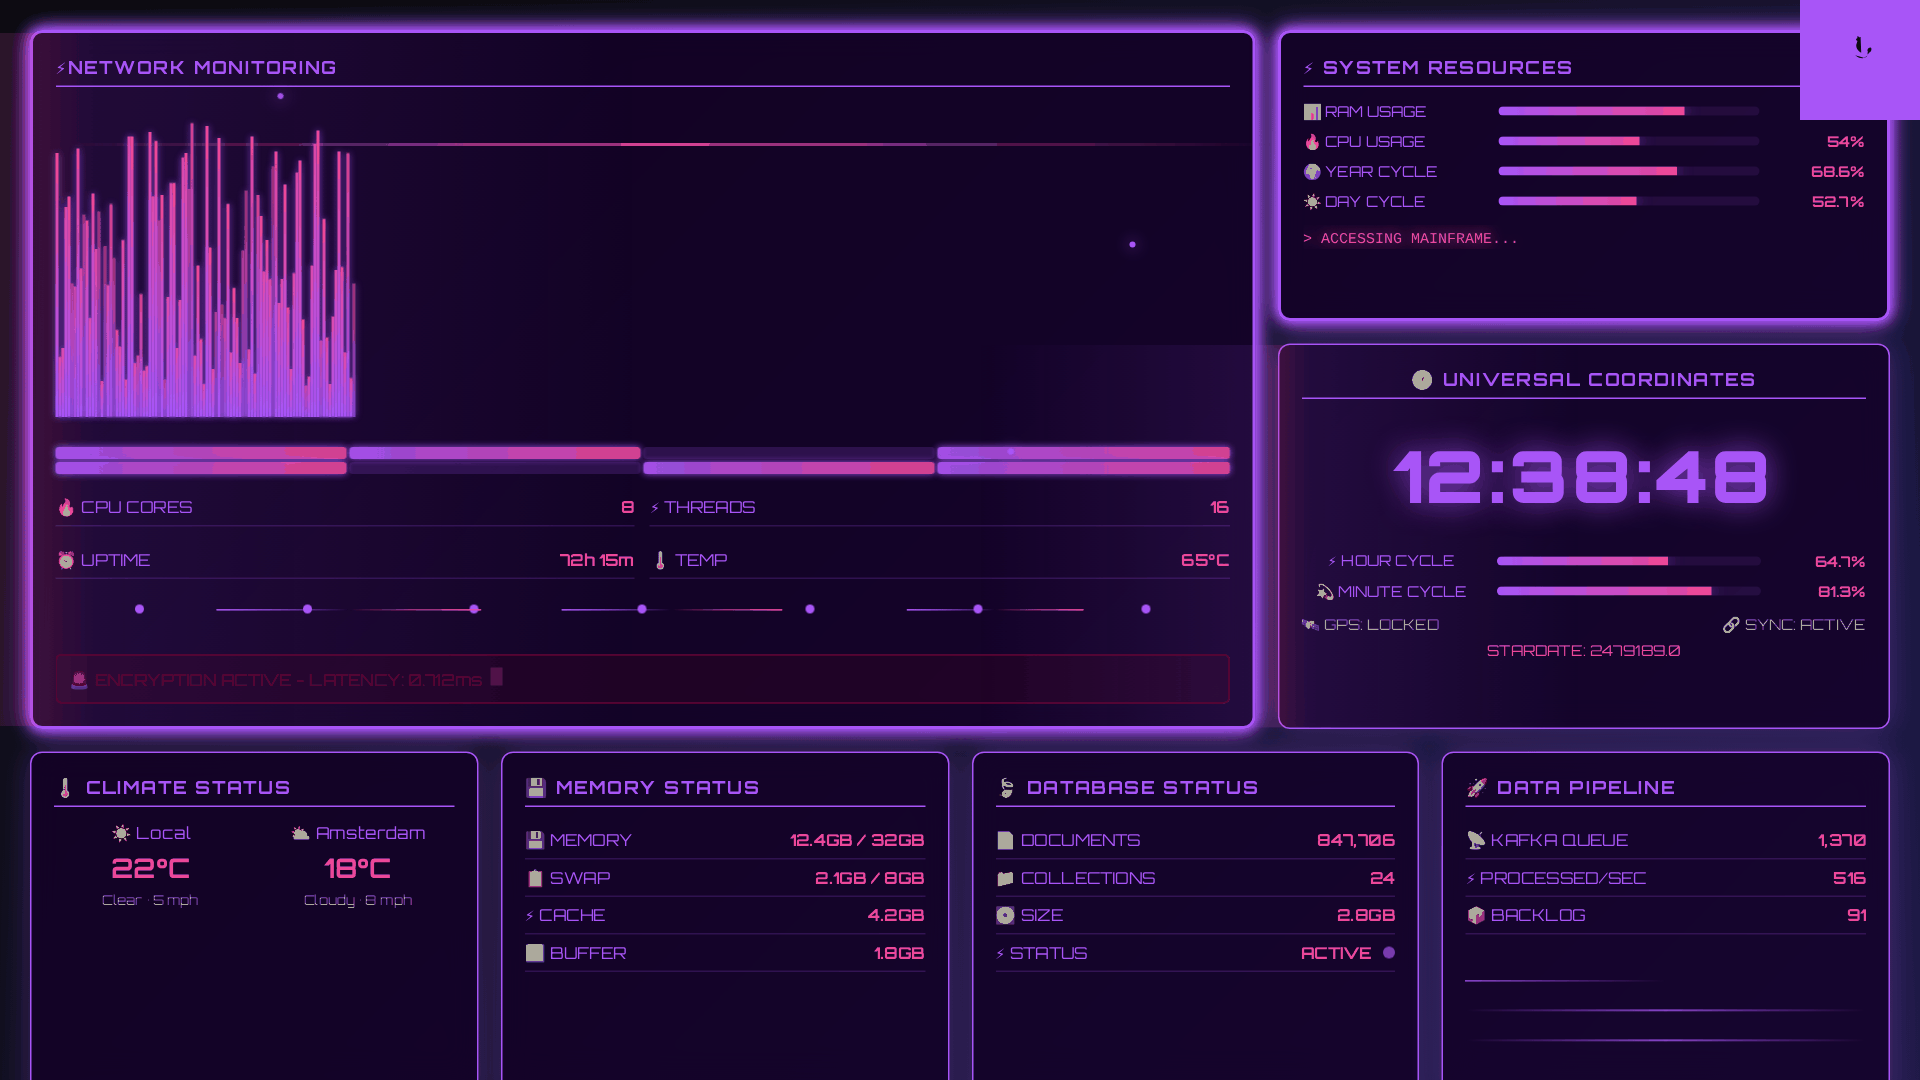 ⚡NETWORK MONITORING
CPU CORES 8
THREADS 16
UPTIME 72h 15m
TEMP 65°C
ENCRYPTION ACTIVE - LATENCY: 0.712ms
⚡ SYSTEM RESOURCES
RAM USAGE
CPU USAGE 54%
YEAR CYCLE 68.6%
DAY CYCLE 52.7%
> ACCESSING MAINFRAME...
UNIVERSAL COORDINATES
12:38:48
⚡ HOUR CYCLE 64.7%
MINUTE CYCLE 81.3%
GPS: LOCKED SYNC: ACTIVE
STARDATE: 2479189.0
CLIMATE STATUS
Local
22°C
Clear · 5 mph
Amsterdam
18°C
Cloudy · 8 mph
MEMORY STATUS
MEMORY 12.4GB / 32GB
SWAP 2.1GB / 8GB
⚡ CACHE 4.2GB
BUFFER 1.8GB
DATABASE STATUS
DOCUMENTS 847,706
COLLECTIONS 24
SIZE 2.8GB
⚡ STATUS ACTIVE
DATA PIPELINE
KAFKA QUEUE 1,370
⚡ PROCESSED/SEC 516
BACKLOG 91